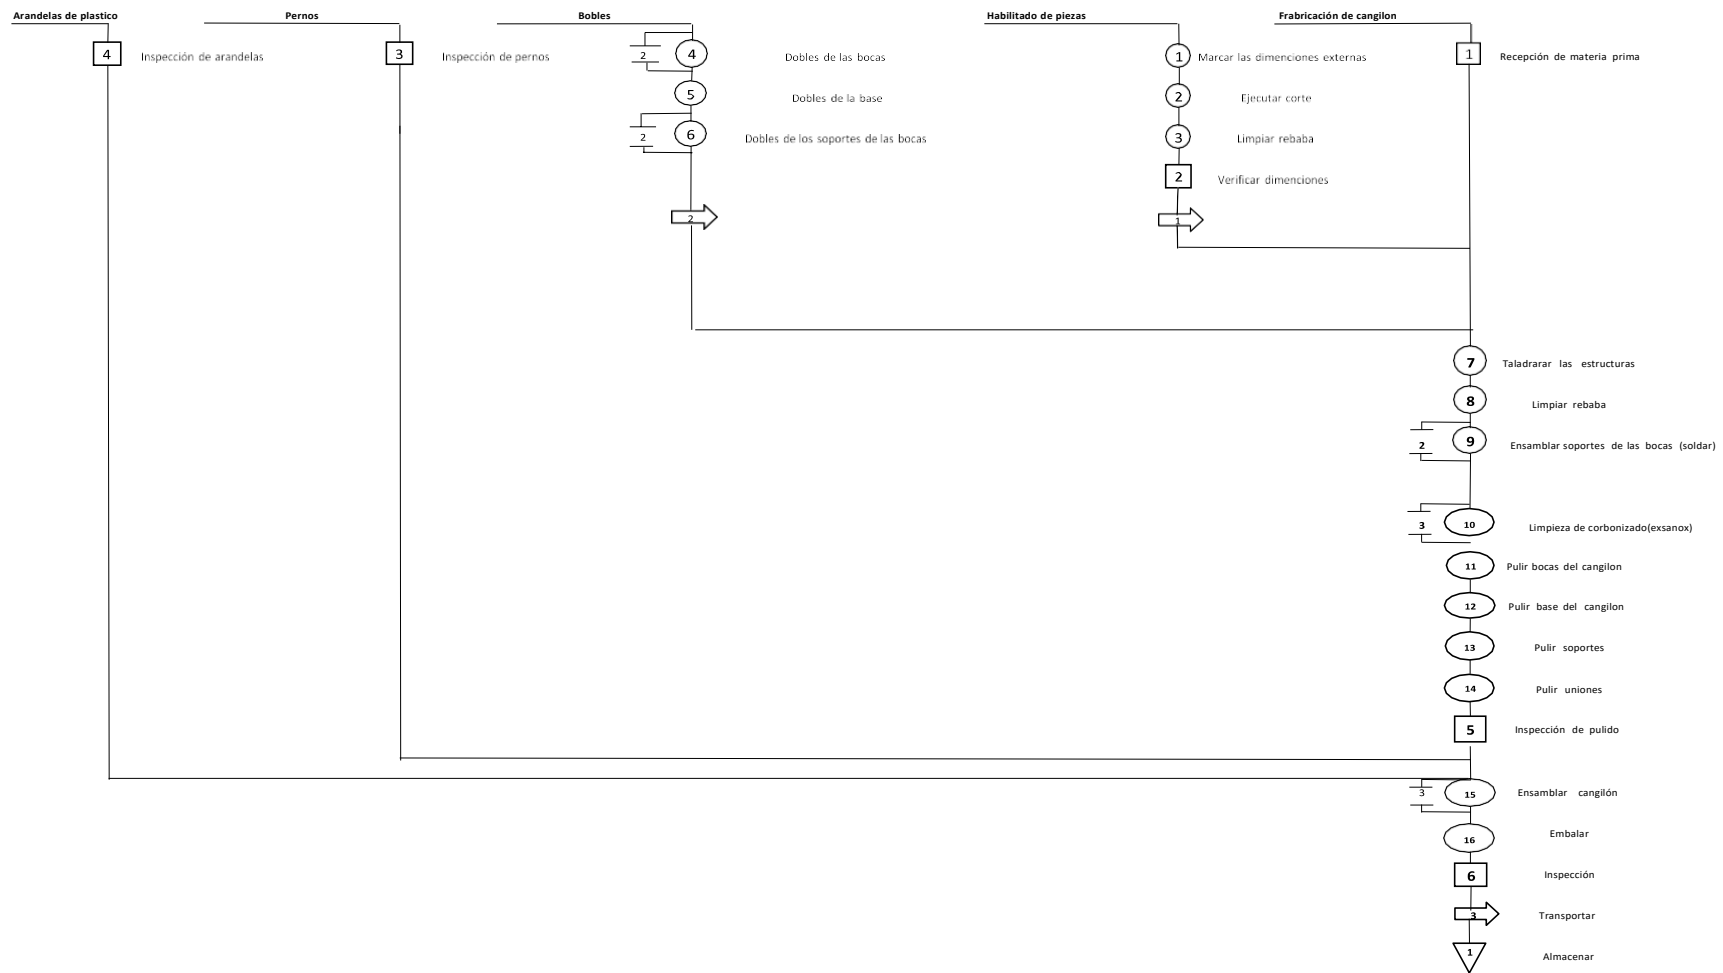 Arandelas de plastico
Pernos
Bobles
Habilitado de piezas
Frabricación de cangilon
4
Inspección de arandelas
3
Inspección de pernos
2
4
Dobles de las bocas
1
Marcar las dimenciones externas
1
Recepción de materia prima
5
Dobles de la base
2
Ejecutar corte
2
6
Dobles de los soportes de las bocas
3
Limpiar rebaba
2
Verificar dimenciones
2
1
7
Taladrarar las estructuras
8
Limpiar rebaba
2
9
Ensamblar soportes de las bocas (soldar)
3
10
Limpieza de corbonizado(exsanox)
11
Pulir bocas del cangilon
12
Pulir base del cangilon
13
Pulir soportes
14
Pulir uniones
5
Inspección de pulido
3
15
Ensamblar cangilón
16
Embalar
6
Inspección
3
Transportar
1
Almacenar